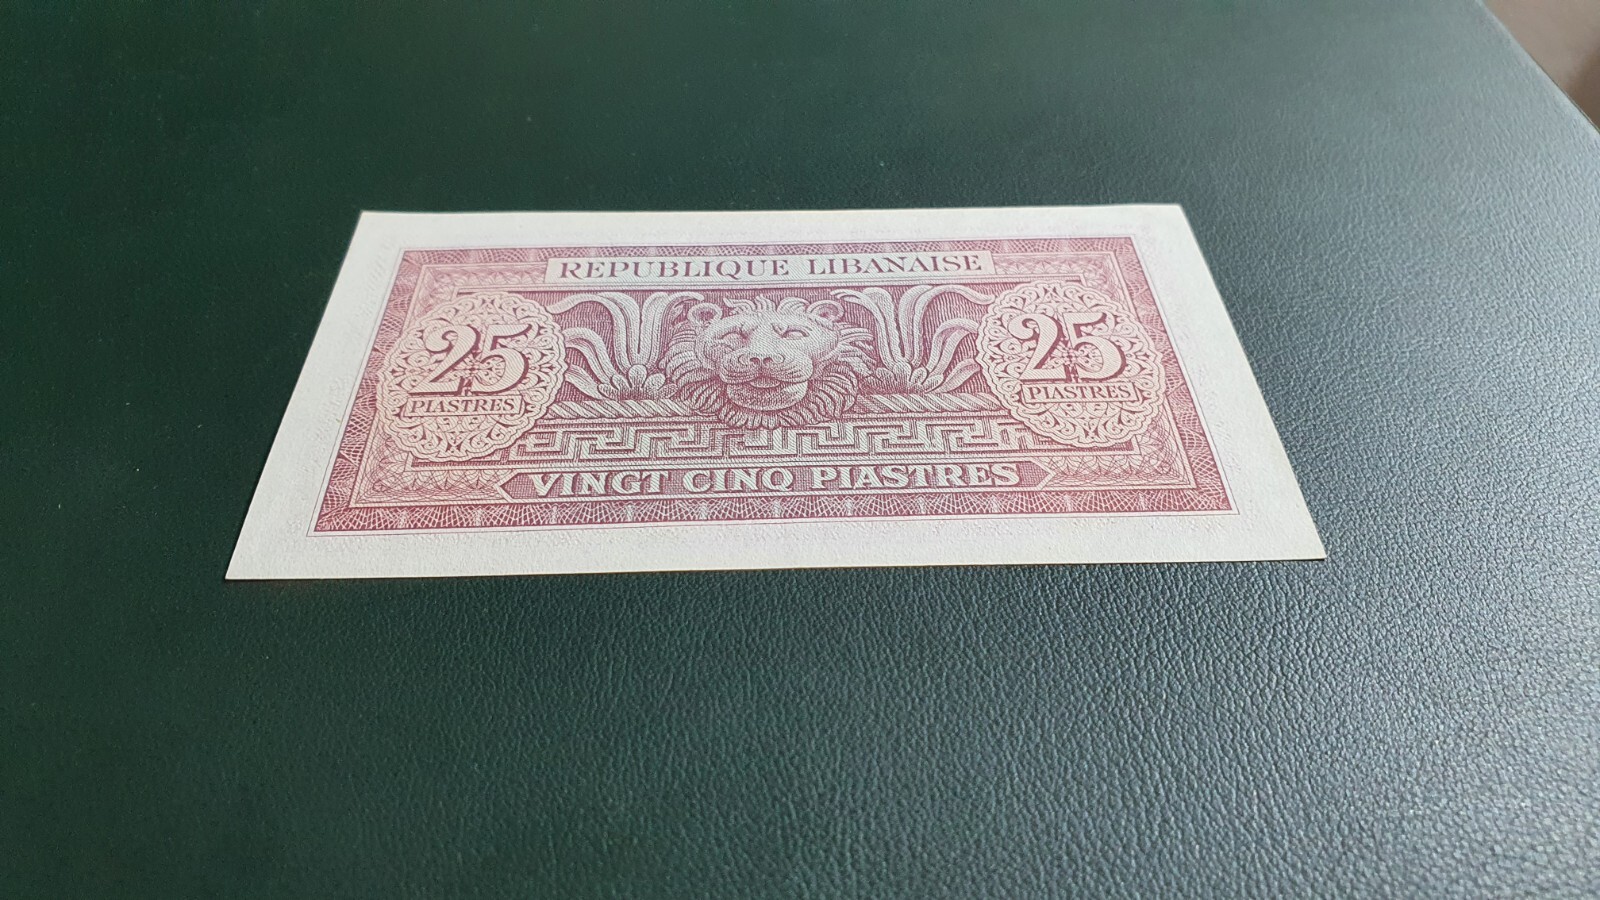 REPUBLIQUE LIBANAISE
25
PIASTRES
25
PIASTRES
VINGT CINQ PIASTRES